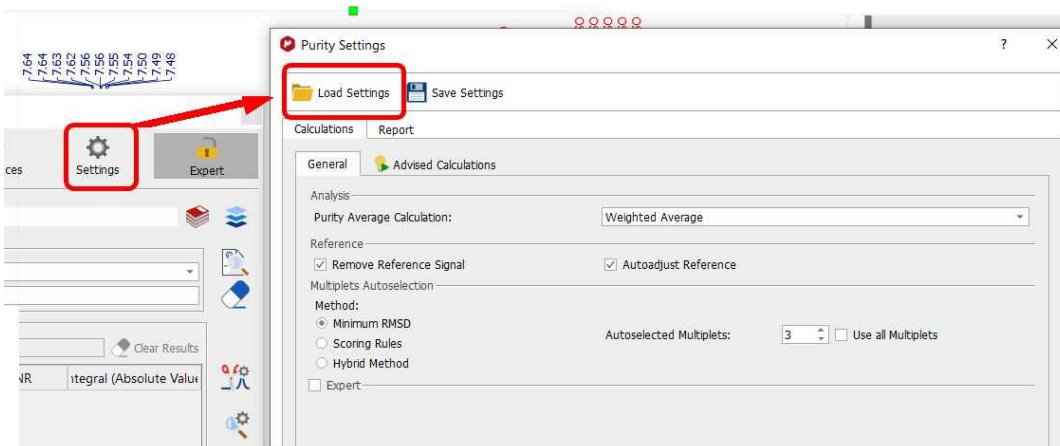 7.64
7.64
7.63
7.62
7.56
7.56
7.55
7.54
7.50
7.49
7.48
ces
Settings
Expert
Clear Results
NR
ntegral (Absolute Value
Purity Settings
?
Load Settings
Save Settings
Calculations
Report
General
Advised Calculations
Analysis
Purity Average Calculation:
Weighted Average
Reference
Remove Reference Signal
Autoadjust Reference
Multiplets Autoselection
Method:
Minimum RMSD
Scoring Rules
Hybrid Method
Autoselected Multiplets:
3
Use all Multiplets
Expert